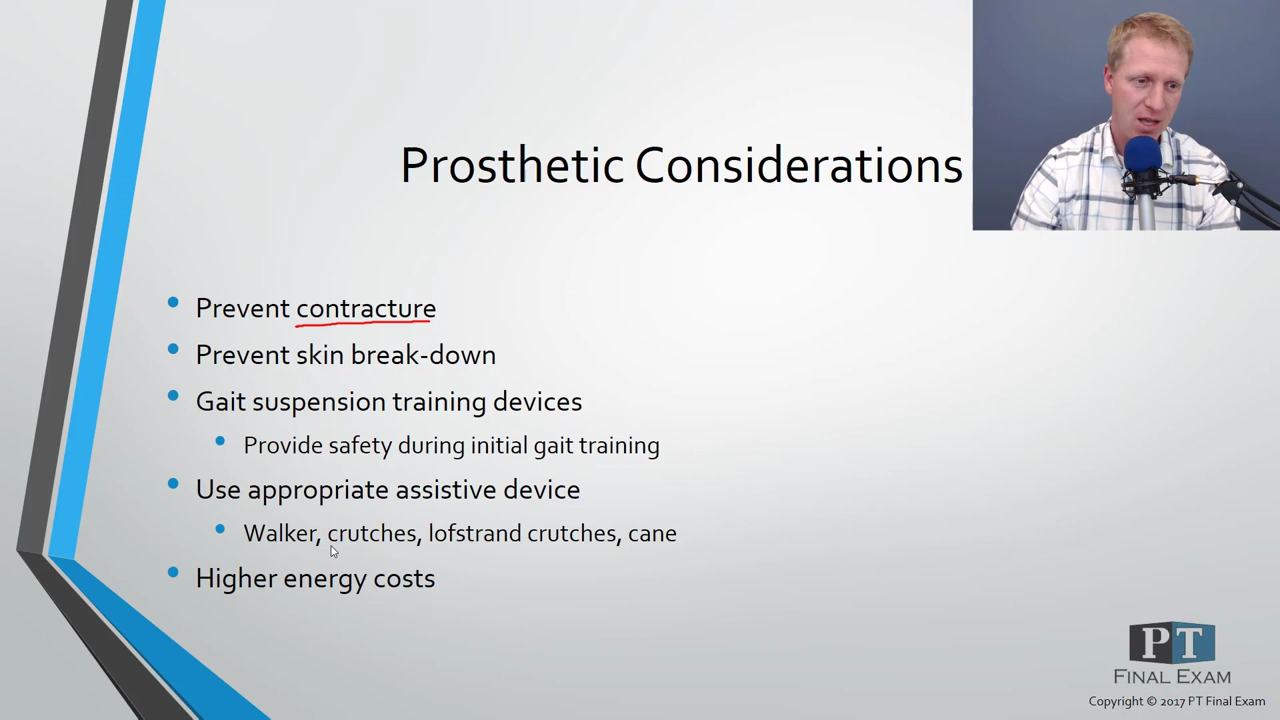 Prosthetic Considerations
Prevent contracture
Prevent skin break-down
Gait suspension training devices
Provide safety during initial gait training
Use appropriate assistive device
Walker, crutches, lofstrand crutches, cane
Higher energy costs
PT
FINAL EXAM
Copyright © 2017 PT Final Exam